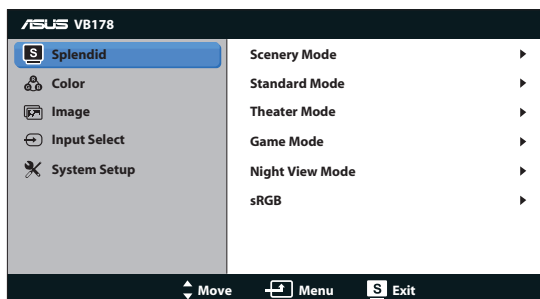 ASUS VB178
S Splendid
Color
Image
Input Select
System Setup
Scenery Mode
Standard Mode
Theater Mode
Game Mode
Night View Mode
sRGB
Move Menu S Exit